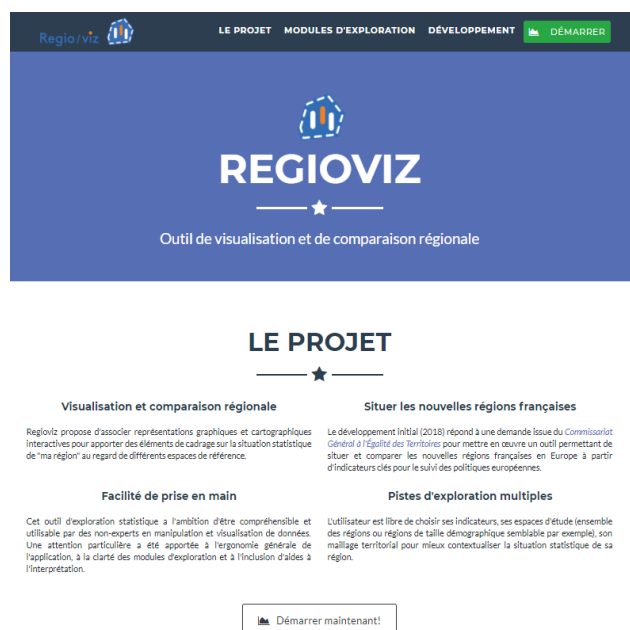 Regio/viz
LE PROJET MODULES D'EXPLORATION DÉVELOPPEMENT DÉMARRER
REGIOVIZ
Outil de visualisation et de comparaison régionale
LE PROJET
Visualisation et comparaison régionale
Regioviz propose d'associer représentations graphiques et cartographiques
interactives pour apporter des éléments de cadrage sur la situation statistique
de "ma région" au regard de différents espaces de référence.
Situer les nouvelles régions françaises
Le développement initial (2018) répond à une demande issue du Commissariat
Général à l'Égalité des Territoires pour mettre en œuvre un outil permettant de
situer et comparer les nouvelles régions françaises en Europe à partir
d'indicateurs clés pour le suivi des politiques européennes.
Facilité de prise en main
Cet outil d'exploration statistique a l'ambition d'être compréhensible et
utilisable par des non-experts en manipulation et visualisation de données.
Une attention particulière a été apportée à l'ergonomie générale de
l'application, à la clarté des modules d'exploration et à l'inclusion d'aides à
l'interprétation.
Pistes d'exploration multiples
L'utilisateur est libre de choisir ses indicateurs, ses espaces d'étude (ensemble
des régions ou régions de taille démographique semblable par exemple), son
maillage territorial pour mieux contextualiser la situation statistique de sa
région.
Démarrer maintenant!